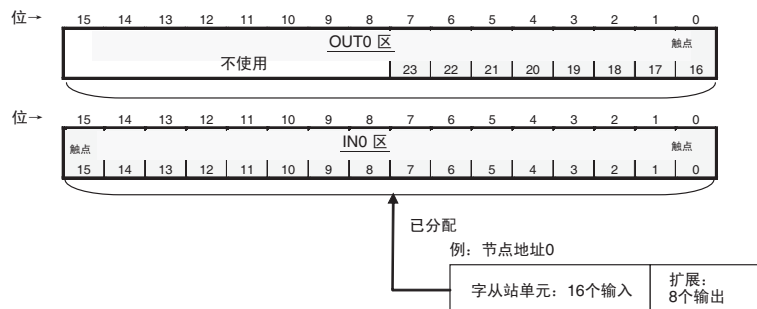 位→ 15 14 13 12 11 10 9 8 7 6 5 4 3 2 1 0
OUT0 区 触点
不使用 23 22 21 20 19 18 17 16
位→ 15 14 13 12 11 10 9 8 7 6 5 4 3 2 1 0
触点 IN0 区 触点
15 14 13 12 11 10 9 8 7 6 5 4 3 2 1 0
已分配
例：节点地址0
字从站单元：16个输入 扩展：
8个输出